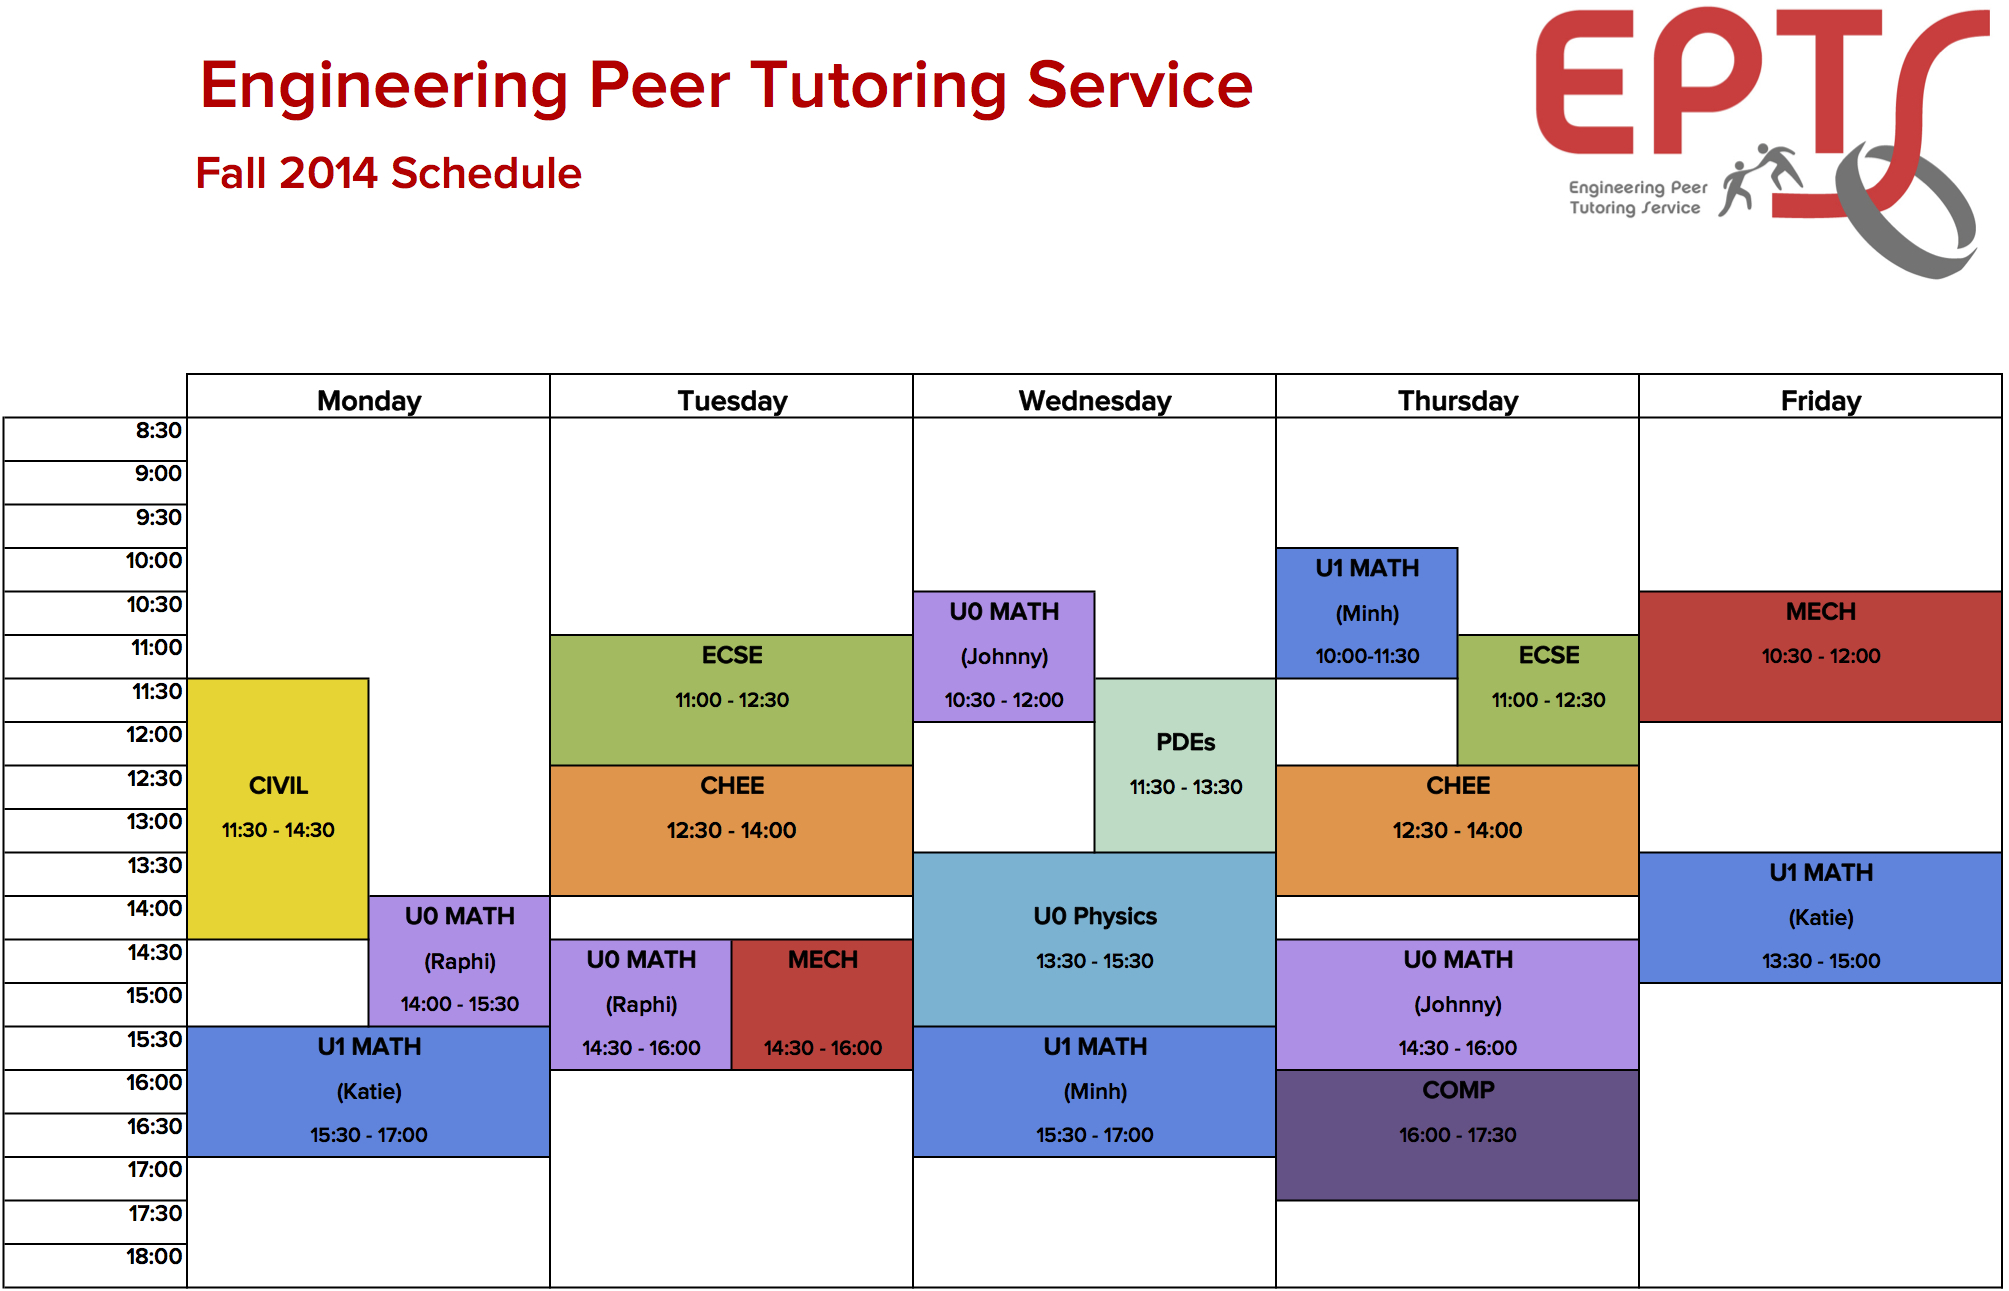 Engineering Peer Tutoring Service
Fall 2014 Schedule
EPTS
Engineering Peer
Tutoring Service
Monday Tuesday Wednesday Thursday Friday
8:30
9:00
9:30
10:00
10:30
11:00
11:30
12:00
12:30
13:00
13:30
14:00
14:30
15:00
15:30
16:00
16:30
17:00
17:30
18:00
CIVIL
11:30 - 14:30
U0 MATH
(Raphi)
14:00 - 15:30
U1 MATH
(Katie)
15:30 - 17:00
ECSE
11:00 - 12:30
CHEE
12:30 - 14:00
U0 MATH
(Raphi)
14:30 - 16:00
MECH
14:30 - 16:00
U0 MATH
(Johnny)
10:30 - 12:00
PDEs
11:30 - 13:30
U0 Physics
13:30 - 15:30
U1 MATH
(Minh)
15:30 - 17:00
U1 MATH
(Minh)
10:00-11:30
ECSE
11:00 - 12:30
CHEE
12:30 - 14:00
U0 MATH
(Johnny)
14:30 - 16:00
COMP
16:00 - 17:30
MECH
10:30 - 12:00
U1 MATH
(Katie)
13:30 - 15:00